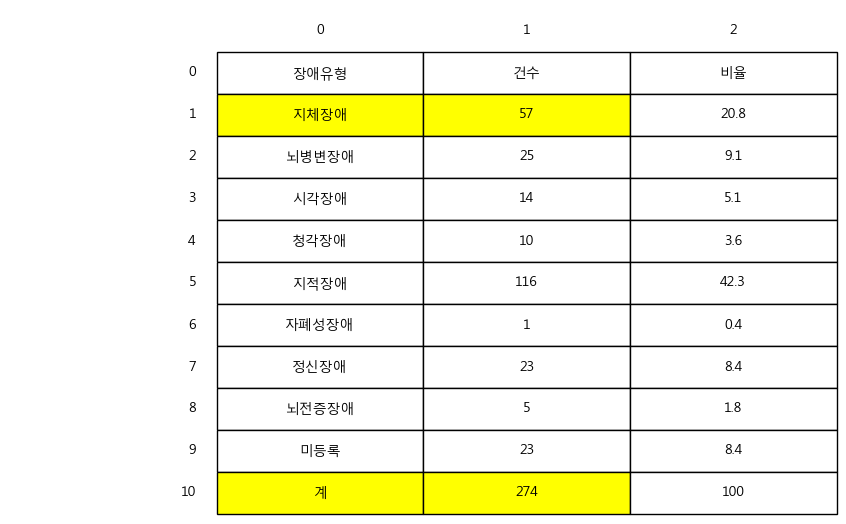 0 1 2
0 장애유형 건수 비율
1 지체장애 57 20.8
2 뇌병변장애 25 9.1
3 시각장애 14 5.1
4 청각장애 10 3.6
5 지적장애 116 42.3
6 자폐성장애 1 0.4
7 정신장애 23 8.4
8 뇌전증장애 5 1.8
9 미등록 23 8.4
10 계 274 100